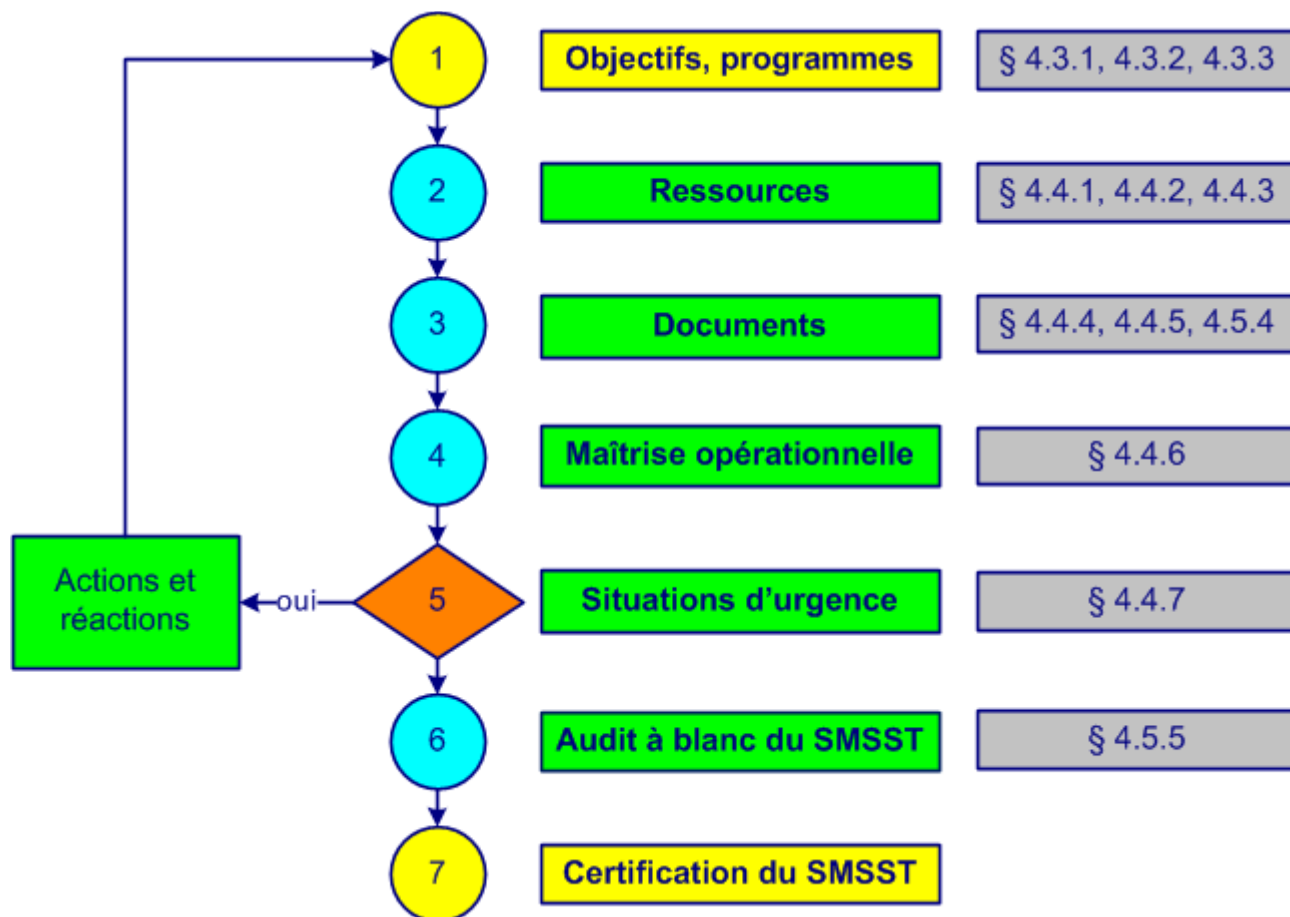 1 Objectifs, programmes § 4.3.1, 4.3.2, 4.3.3
2 Ressources § 4.4.1, 4.4.2, 4.4.3
3 Documents § 4.4.4, 4.4.5, 4.5.4
4 Maîtrise opérationnelle § 4.4.6
Actions et
réactions
oui
5 Situations d’urgence § 4.4.7
6 Audit à blanc du SMSST § 4.5.5
7 Certification du SMSST